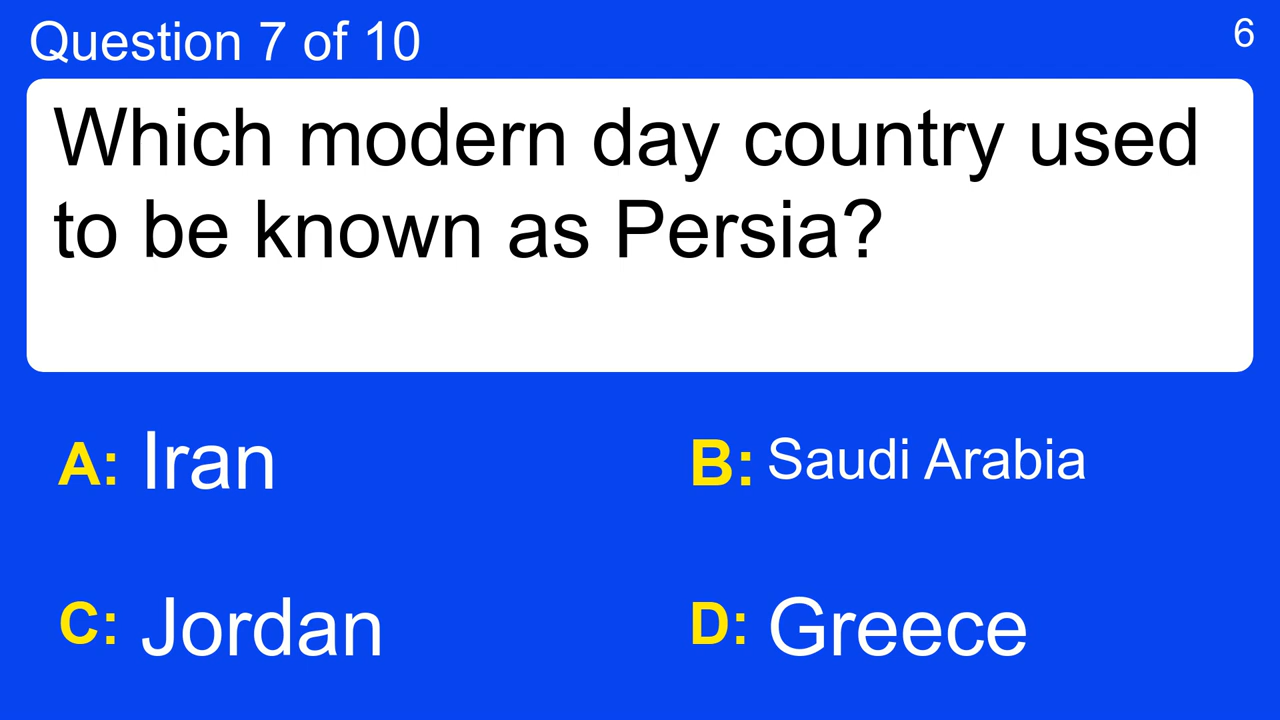 Question 7 of 10
6
Which modern day country used
to be known as Persia?
A: Iran
B: Saudi Arabia
C: Jordan
D: Greece